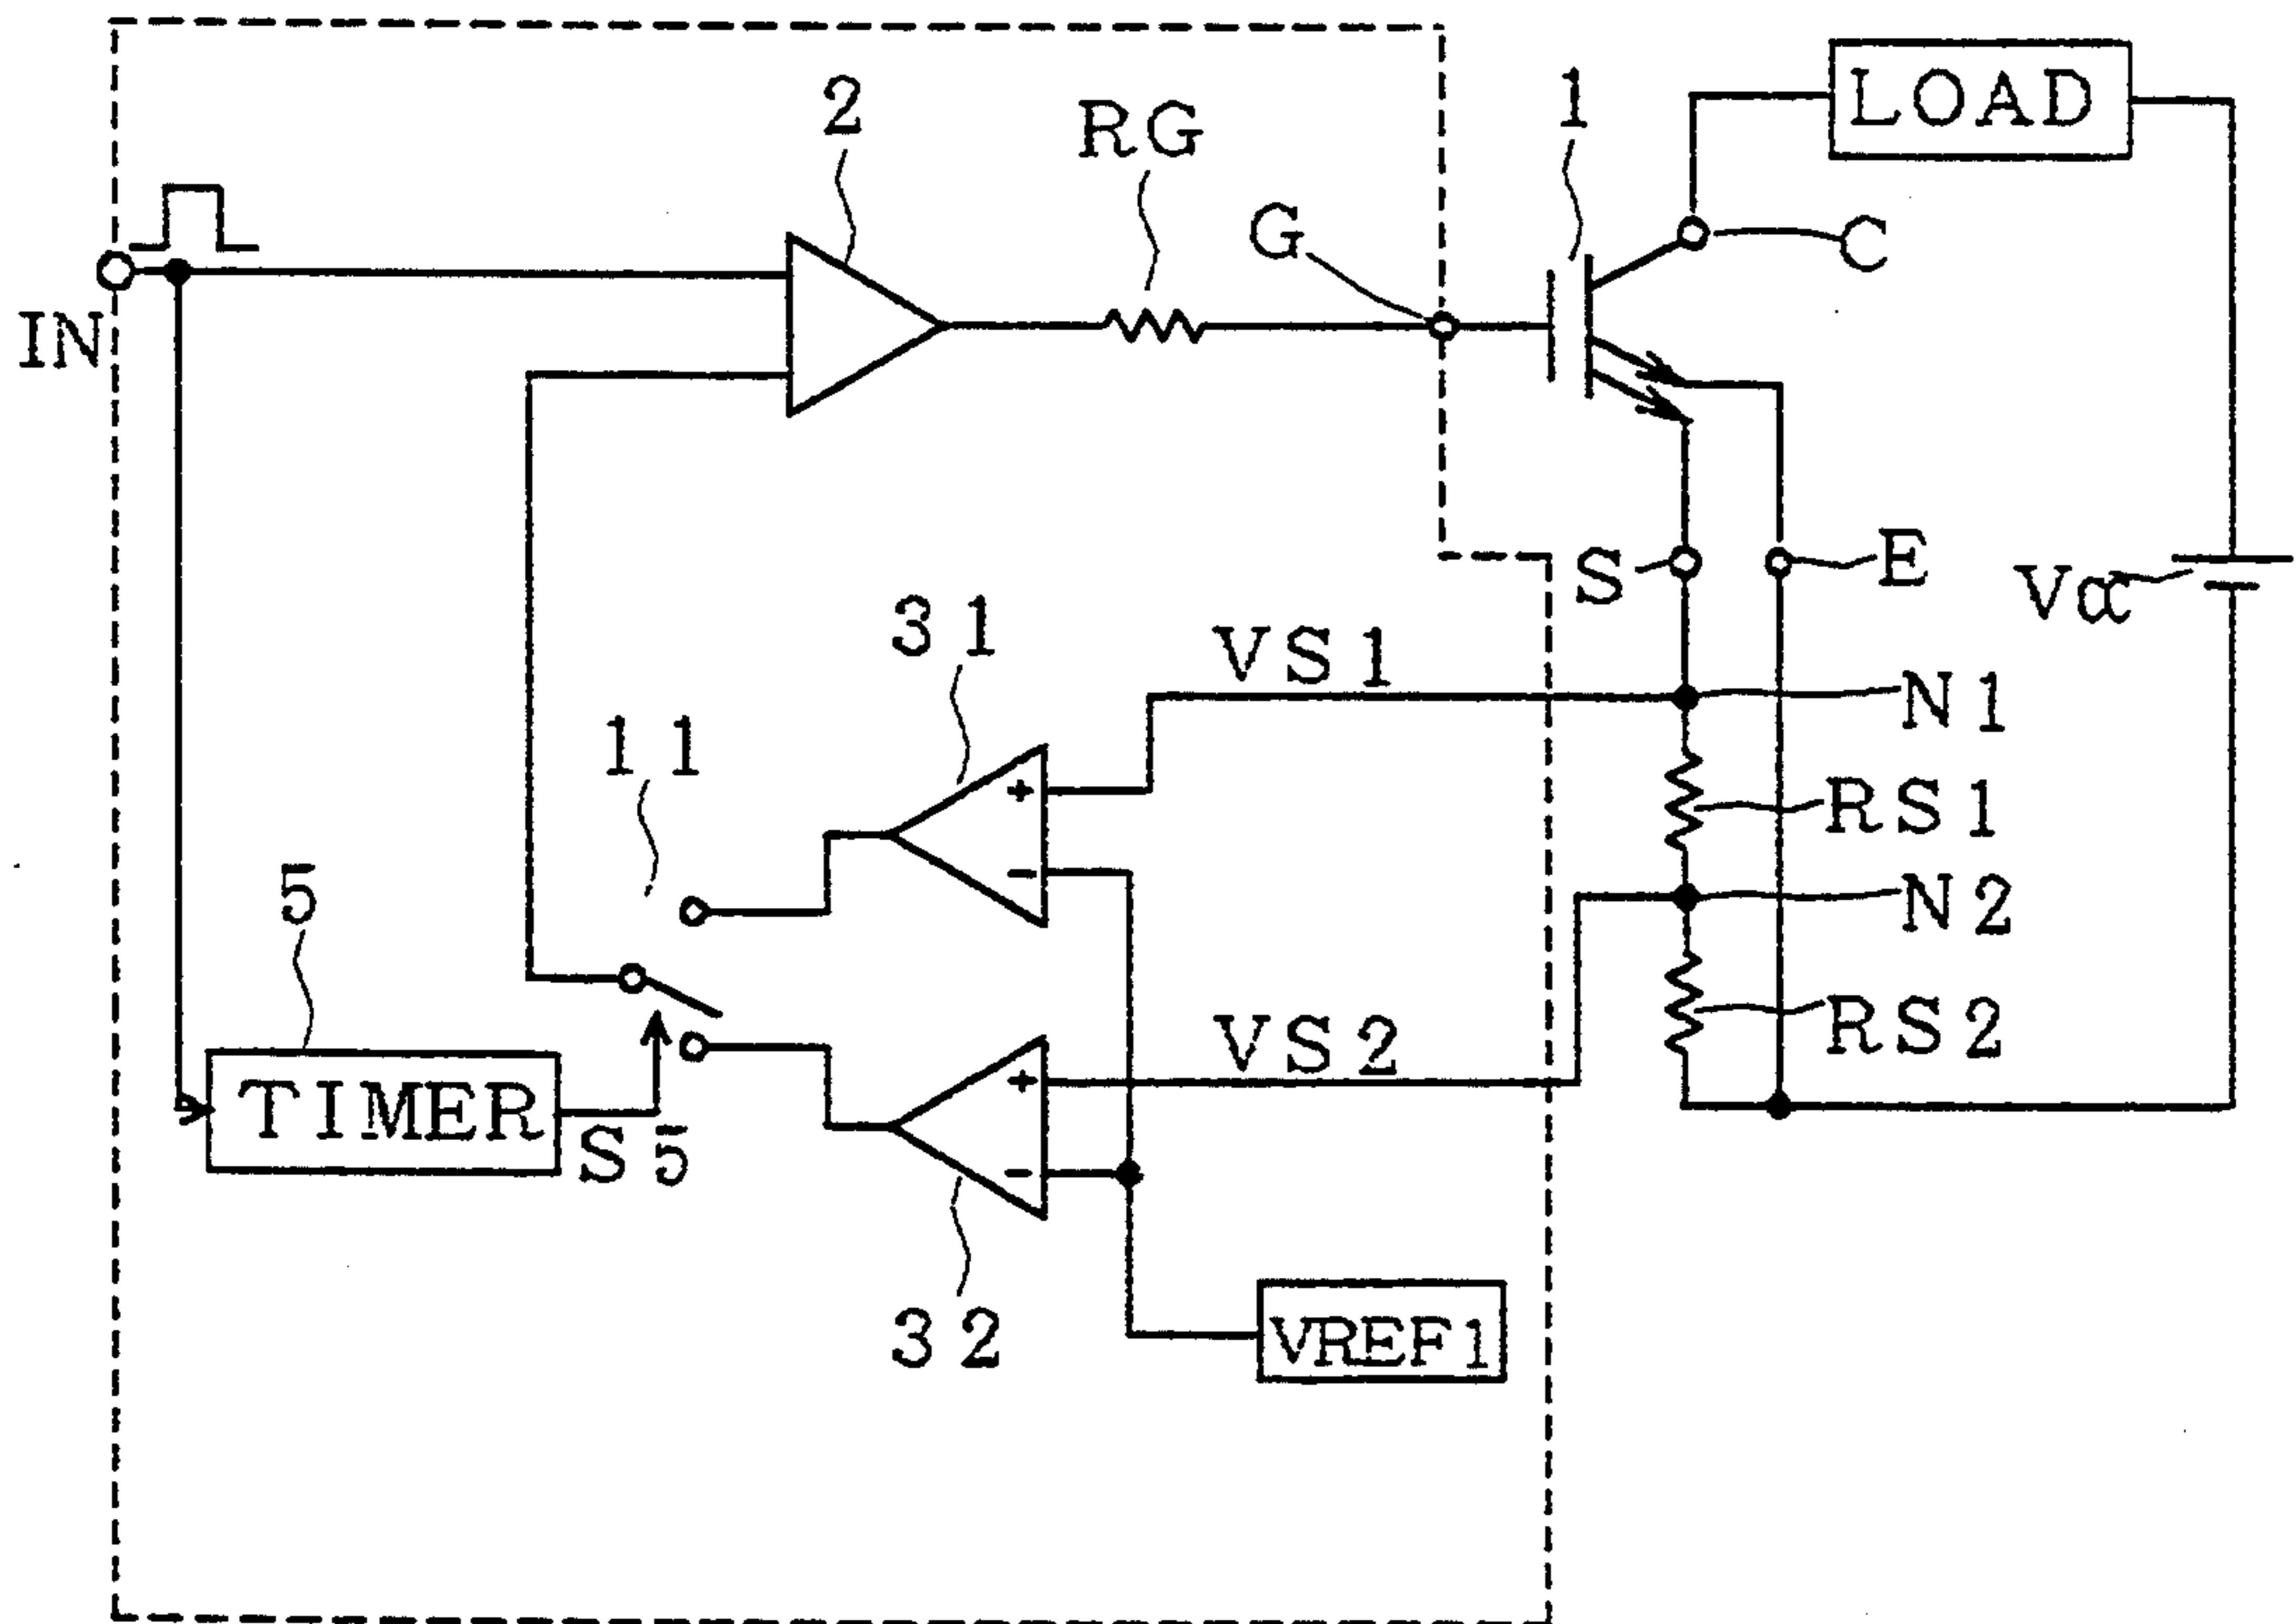 LOAD
2
RG
1
G
C
IN
S
E
Vα
31
VS1
N1
11
RS1
5
N2
VS2
RS2
TIMER
S5
+
-
+
-
32
VREF1